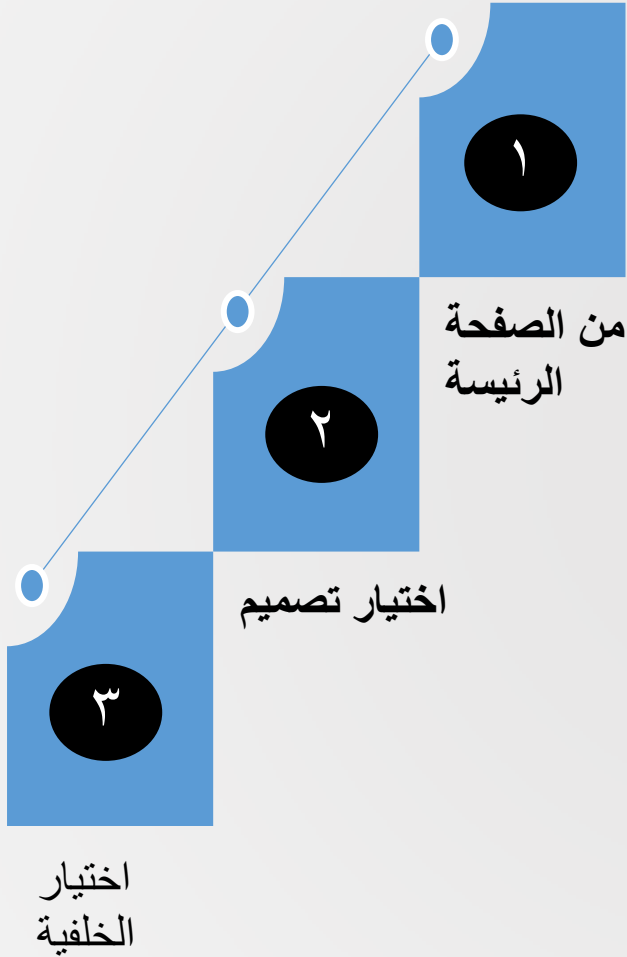 ١
من الصفحة
الرئيسة
٢
اختيار تصميم
٣
اختيار
الخلفية